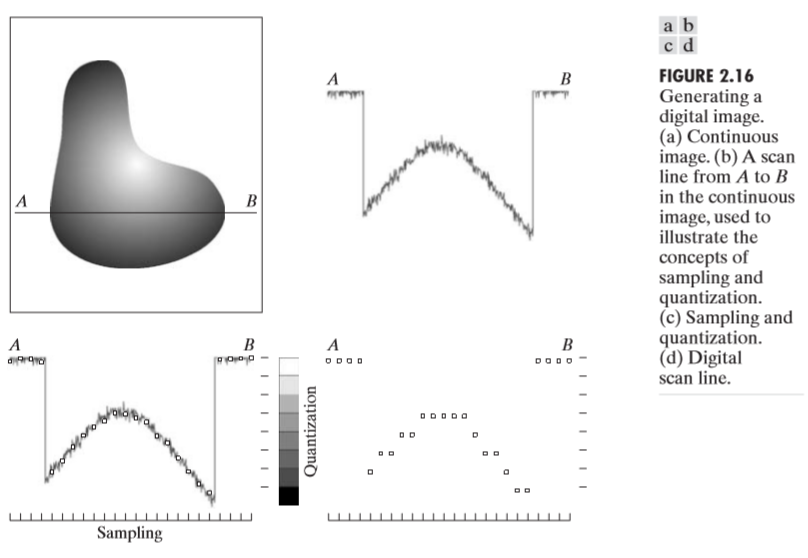 A
B
A
B
A
B
Quantization
Sampling
A
B
a b
c d
FIGURE 2.16
Generating a
digital image.
(a) Continuous
image. (b) A scan
line from A to B
in the continuous
image, used to
illustrate the
concepts of
sampling and
quantization.
(c) Sampling and
quantization.
(d) Digital
scan line.